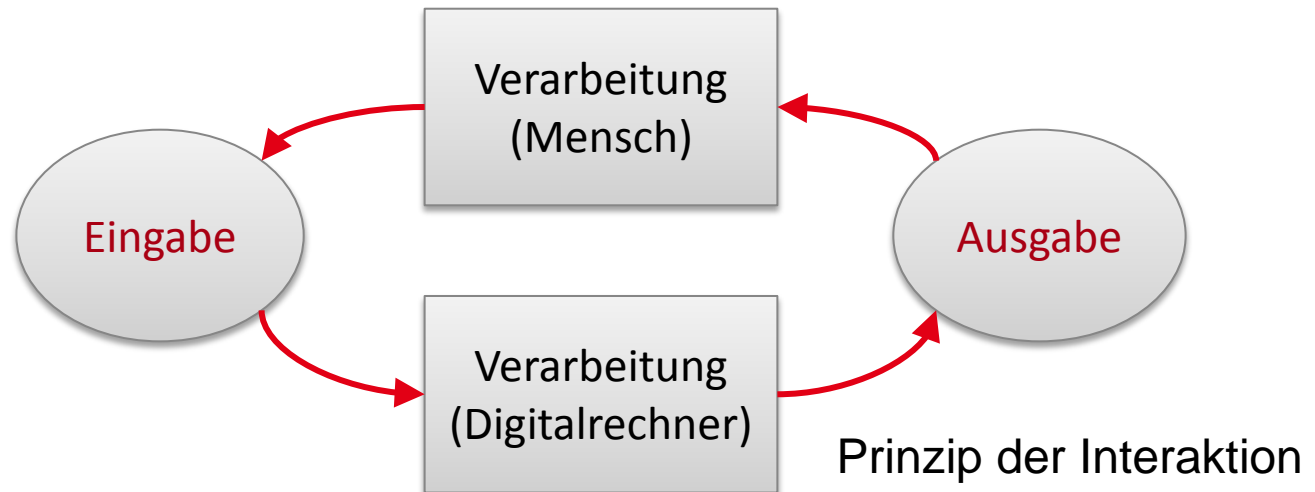 Verarbeitung
(Mensch)
Eingabe
Ausgabe
Verarbeitung
(Digitalrechner)
Prinzip der Interaktion